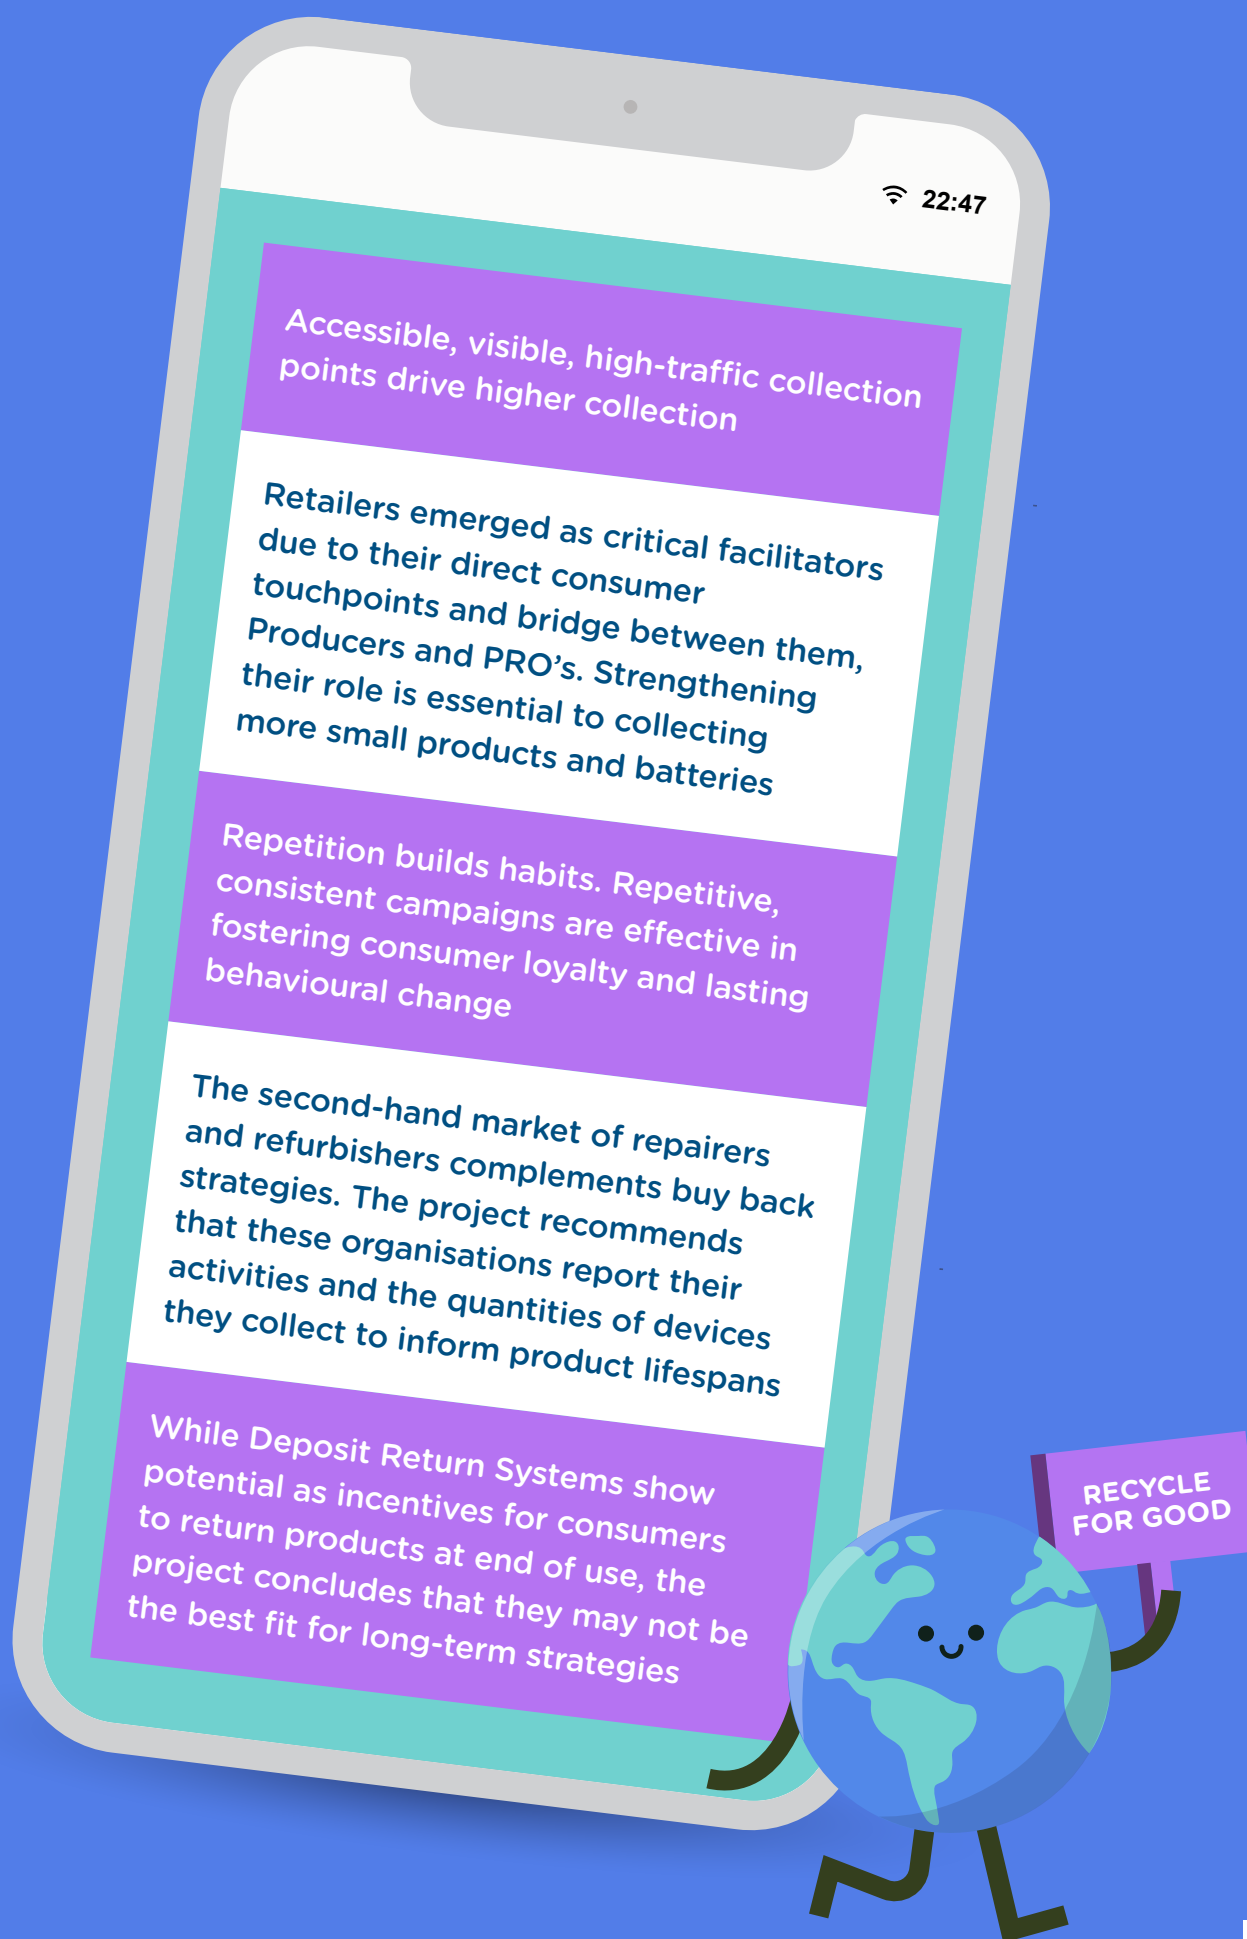 22:47
Accessible, visible, high-traffic collection
points drive higher collection
Retailers emerged as critical facilitators
due to their direct consumer
touchpoints and bridge between them,
Producers and PRO's. Strengthening
their role is essential to collecting
more small products and batteries
Repetition builds habits. Repetitive,
consistent campaigns are effective in
fostering consumer loyalty and lasting
behavioural change
The second-hand market of repairers
and refurbishers complements buy back
strategies. The project recommends
that these organisations report their
activities and the quantities of devices
they collect to inform product lifespans
While Deposit Return Systems show
potential as incentives for consumers
to return products at end of use, the
project concludes that they may not be
the best fit for long-term strategies
RECYCLE
FOR GOOD